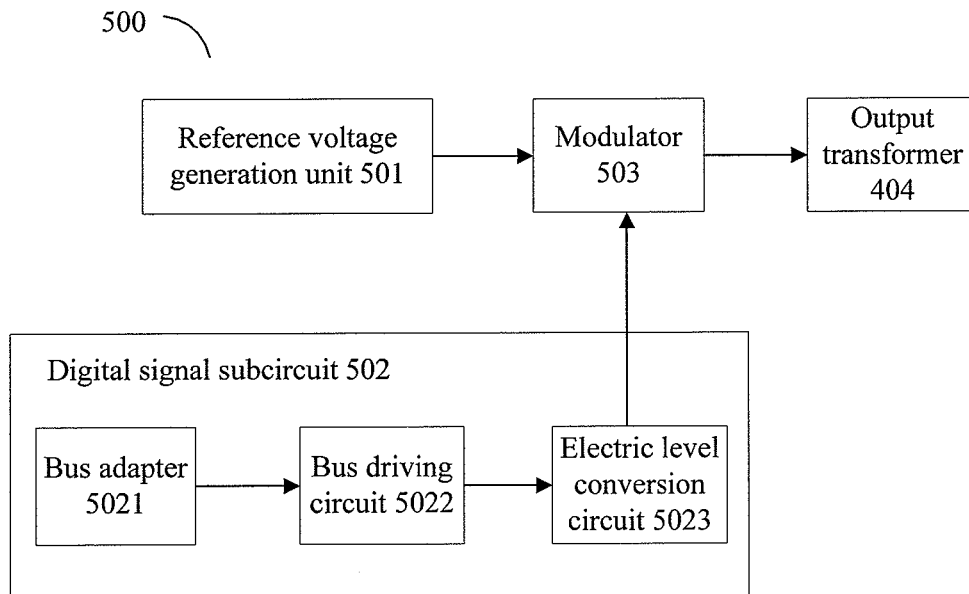 500
Reference voltage
generation unit 501
Modulator
503
Output
transformer
404
Digital signal subcircuit 502
Bus adapter
5021
Bus driving
circuit 5022
Electric level
conversion
circuit 5023